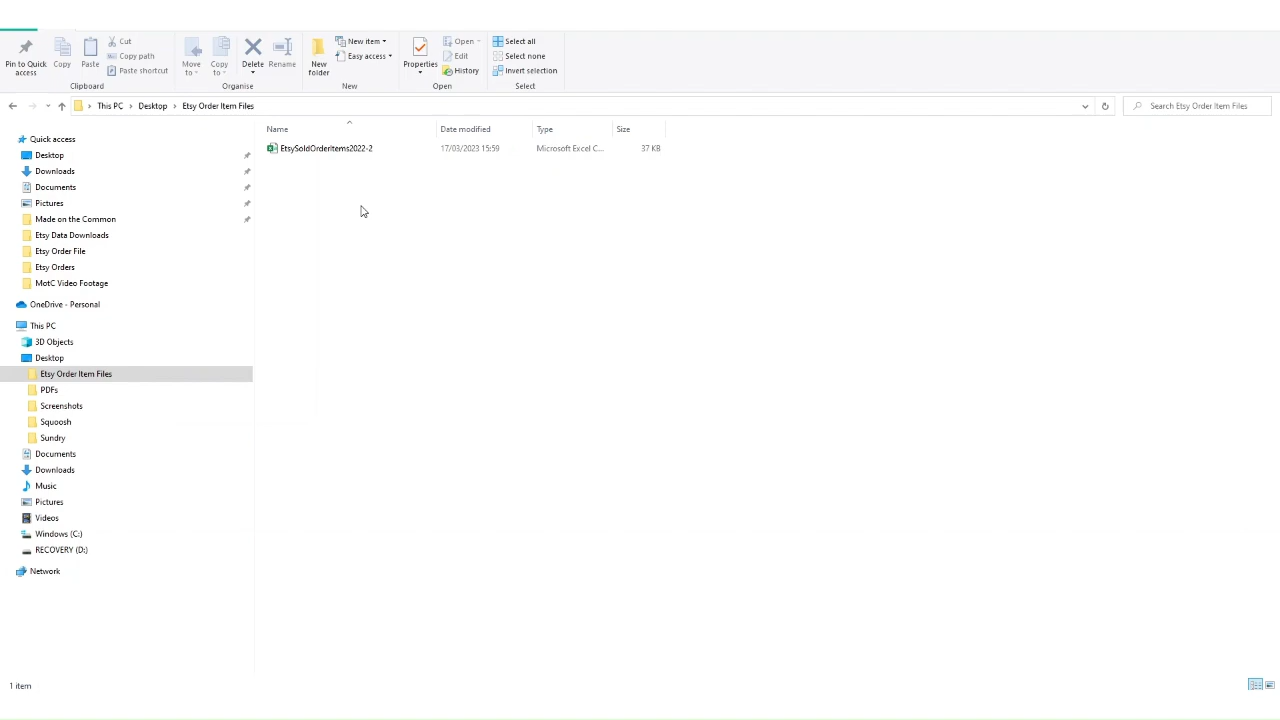 Pin to Quick access
Copy
Paste
Cut
Copy path
Paste shortcut
Clipboard
Move to
Copy to
Delete
Rename
Organise
New folder
New item
Easy access
New
Properties
Open
Edit
History
Open
Select all
Select none
Invert selection
Select
This PC > Desktop > Etsy Order Item Files
Search Etsy Order Item Files
Name
Date modified
Type
Size
EtsySoldOrderItems2022-2
17/03/2023 15:59
Microsoft Excel C...
37 KB
Quick access
Desktop
Downloads
Documents
Pictures
Made on the Common
Etsy Data Downloads
Etsy Order File
Etsy Orders
MotC Video Footage
OneDrive - Personal
This PC
3D Objects
Desktop
Etsy Order Item Files
PDFs
Screenshots
Squoosh
Sundry
Documents
Downloads
Music
Pictures
Videos
Windows (C:)
RECOVERY (D:)
Network
1 item